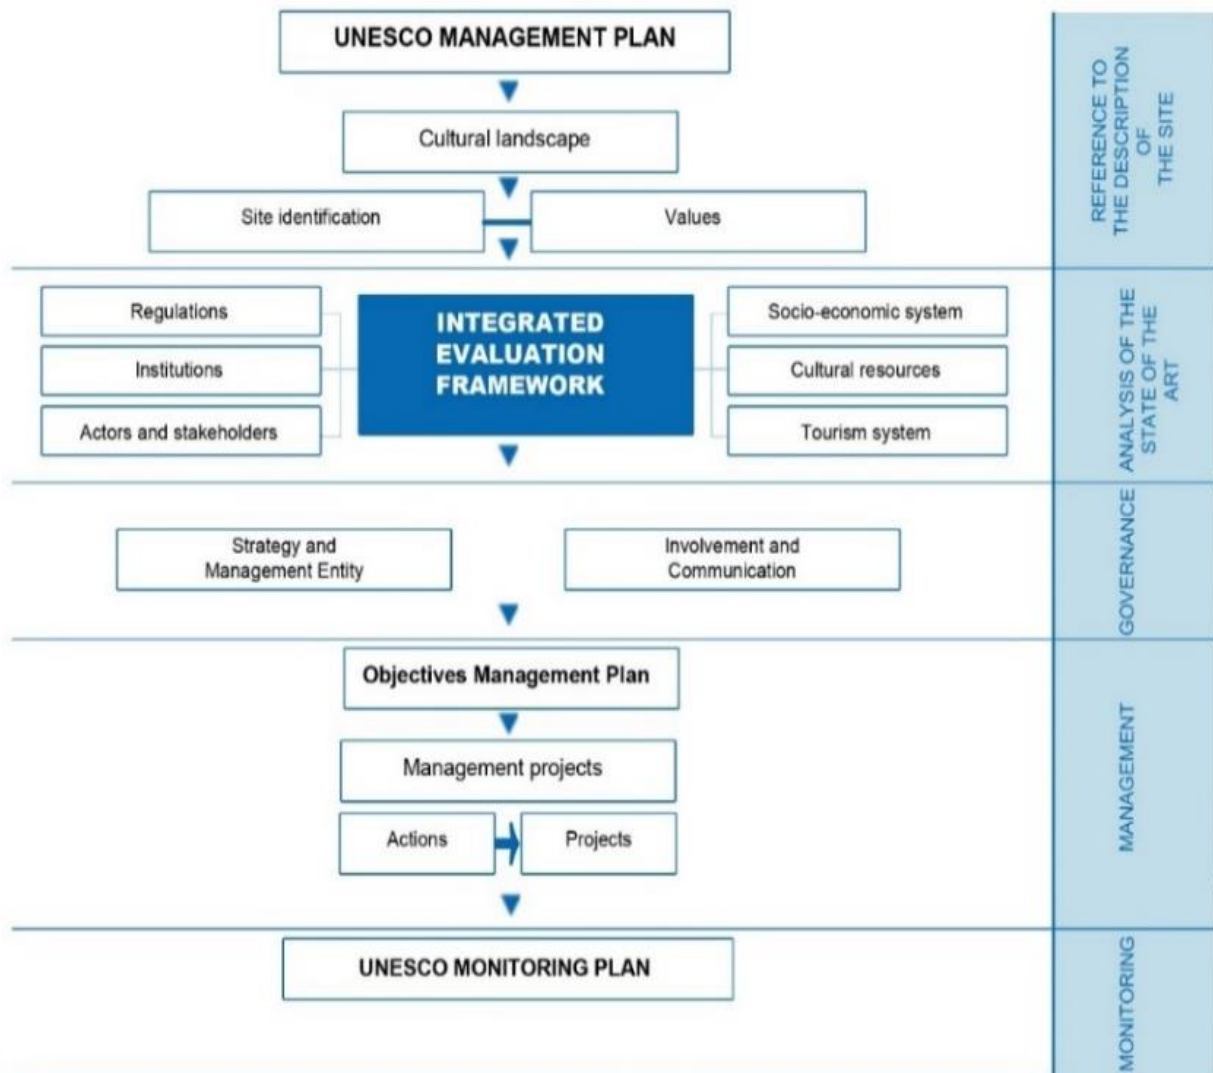 UNESCO MANAGEMENT PLAN
Cultural landscape
Site identification
Values
REFERENCE TO
THE DESCRIPTION
OF
THE SITE
Regulations
Institutions
Actors and stakeholders
INTEGRATED
EVALUATION
FRAMEWORK
Socio-economic system
Cultural resources
Tourism system
ANALYSIS OF THE
STATE OF THE
ART
Strategy and
Management Entity
Involvement and
Communication
GOVERNANCE
Objectives Management Plan
Management projects
Actions
Projects
MANAGEMENT
UNESCO MONITORING PLAN
MONITORING